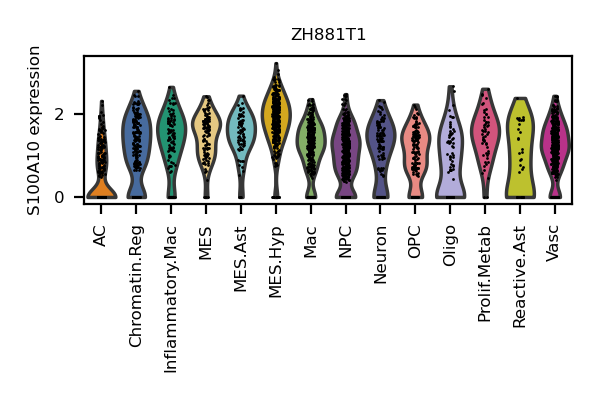 ZH881T1
S100A10 expression
2
0
AC
Chromatin.Reg
Inflammatory.Mac
MES
MES.Ast
MES.Hyp
Mac
NPC
Neuron
OPC
Oligo
Prolif.Metab
Reactive.Ast
Vasc